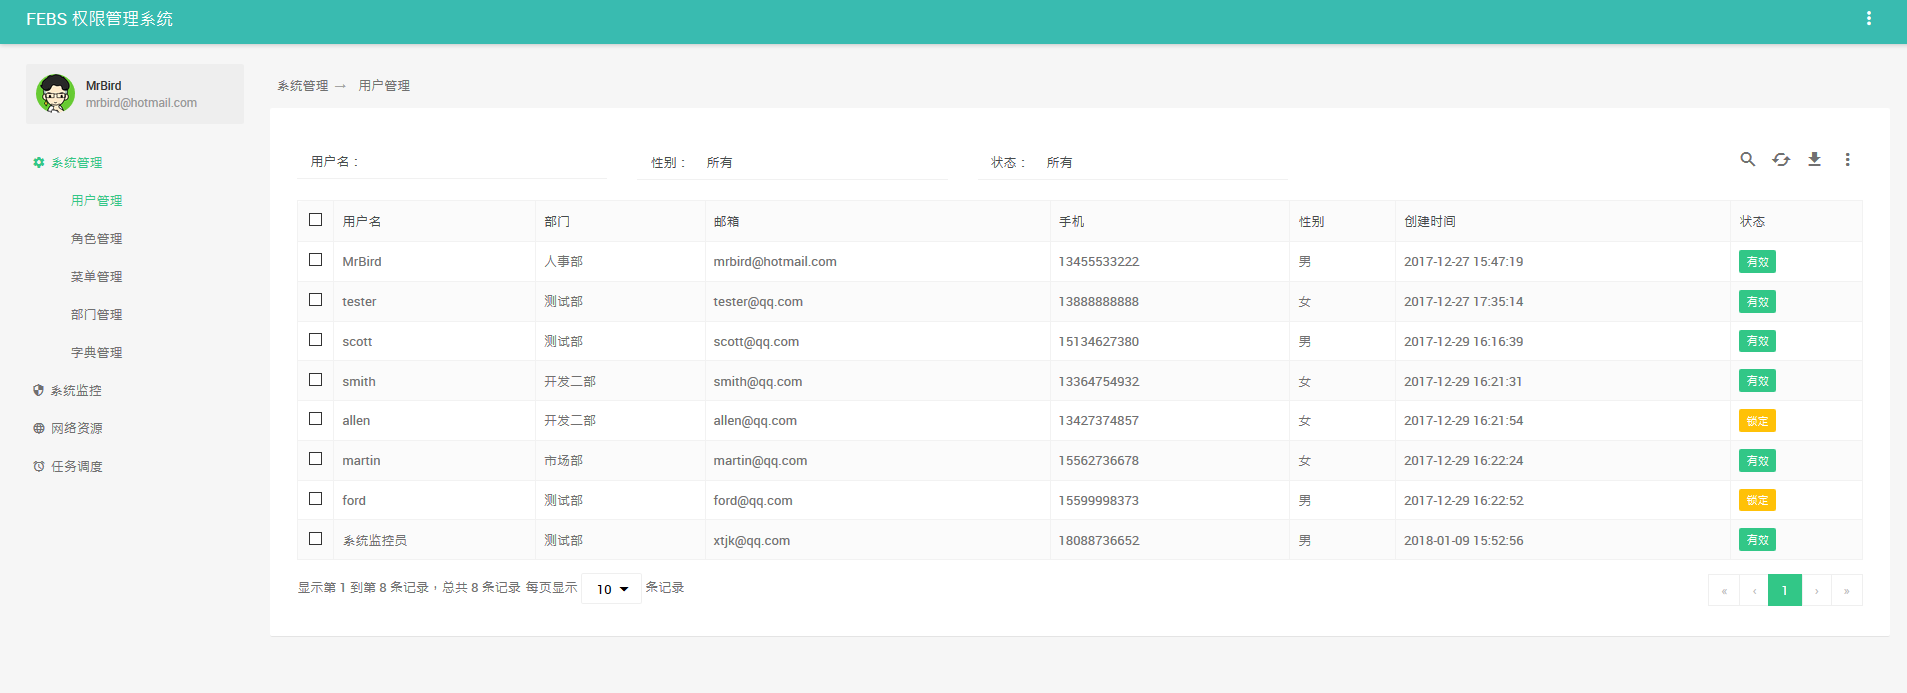 FEBS 权限管理系统
MrBird
mrbird@hotmail.com
系统管理
用户管理
角色管理
菜单管理
部门管理
字典管理
系统监控
网络资源
任务调度
系统管理 → 用户管理
用户名： 性别： 所有 状态： 所有
用户名 部门 邮箱 手机 性别 创建时间 状态
MrBird 人事部 mrbird@hotmail.com 13455533222 男 2017-12-27 15:47:19 有效
tester 测试部 tester@qq.com 13888888888 女 2017-12-27 17:35:14 有效
scott 测试部 scott@qq.com 15134627380 男 2017-12-29 16:16:39 有效
smith 开发二部 smith@qq.com 13364754932 女 2017-12-29 16:21:31 有效
allen 开发二部 allen@qq.com 13427374857 女 2017-12-29 16:21:54 锁定
martin 市场部 martin@qq.com 15562736678 女 2017-12-29 16:22:24 有效
ford 测试部 ford@qq.com 15599998373 男 2017-12-29 16:22:52 锁定
系统监控员 测试部 xtjk@qq.com 18088736652 男 2018-01-09 15:52:56 有效
显示第 1 到第 8 条记录，总共 8 条记录 每页显示 10 条记录
« ‹ 1 › »